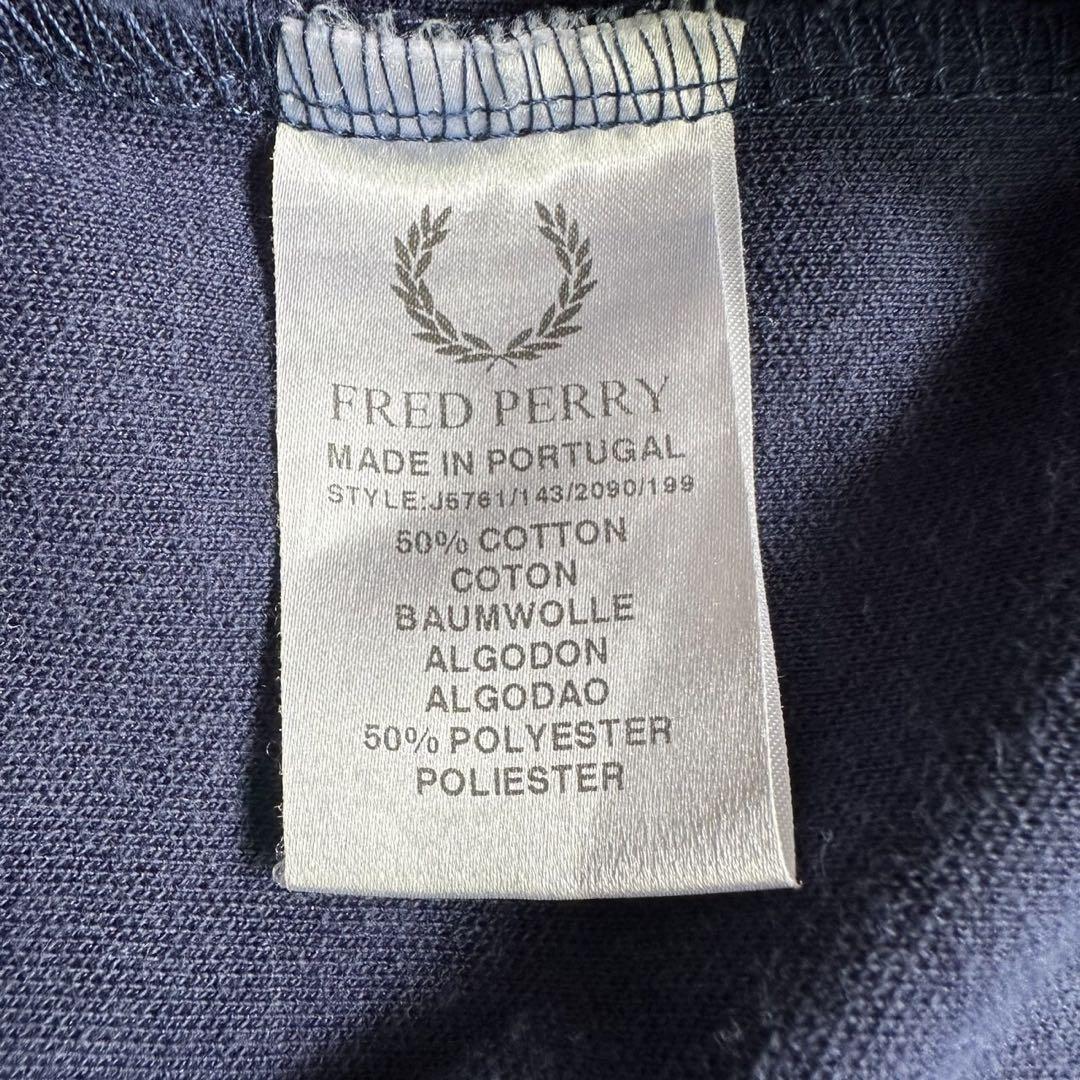 FRED PERRY
MADE IN PORTUGAL
STYLE:J5761/143/2090/199
50% COTTON
COTON
BAUMWOLLE
ALGODON
ALGODAO
50% POLYESTER
POLIESTER